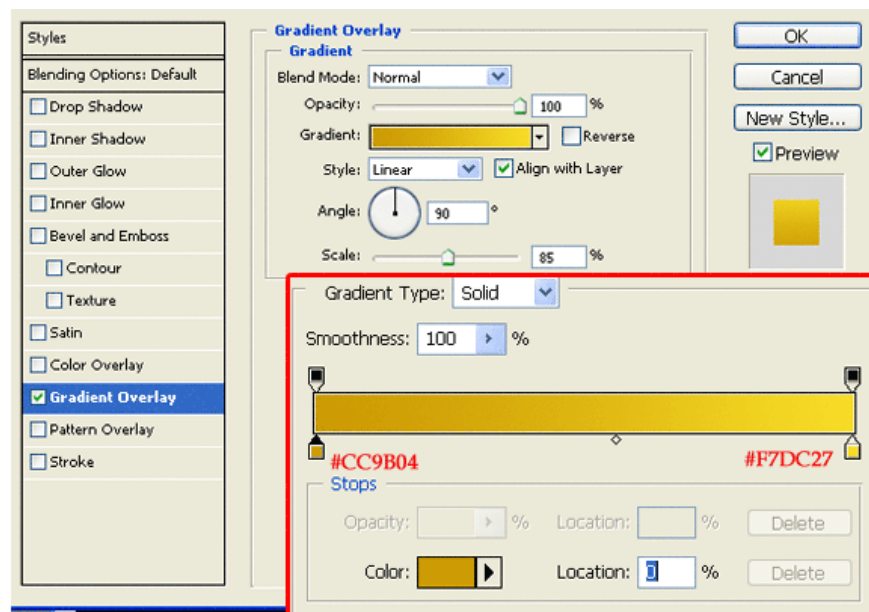 Styles
Blending Options: Default
Drop Shadow
Inner Shadow
Outer Glow
Inner Glow
Bevel and Emboss
Contour
Texture
Satin
Color Overlay
Gradient Overlay
Pattern Overlay
Stroke
Gradient Overlay
Gradient
Blend Mode: Normal
Opacity: 100 %
Gradient: Reverse
Style: Linear Align with Layer
Angle: 90 °
Scale: 85 %
OK
Cancel
New Style...
Preview
Gradient Type: Solid
Smoothness: 100 %
#CC9B04 #F7DC27
Stops
Opacity: % Location: % Delete
Color: Location: 0 % Delete